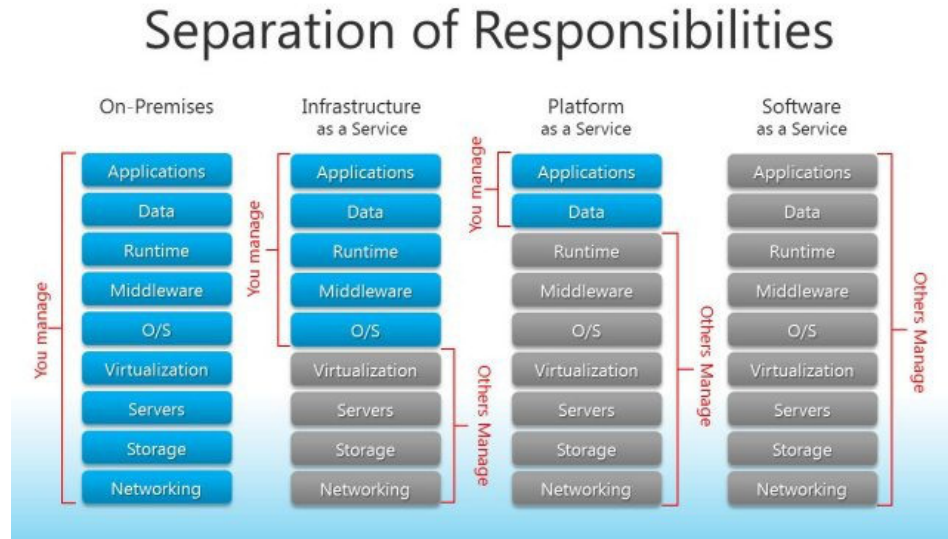 Separation of Responsibilities
On-Premises
You manage
Applications
Data
Runtime
Middleware
O/S
Virtualization
Servers
Storage
Networking
Infrastructure
as a Service
You manage
Applications
Data
Runtime
Middleware
O/S
Virtualization
Servers
Storage
Networking
Others Manage
Platform
as a Service
You manage
Applications
Data
Runtime
Middleware
O/S
Virtualization
Servers
Storage
Networking
Others Manage
Software
as a Service
Applications
Data
Runtime
Middleware
O/S
Virtualization
Servers
Storage
Networking
Others Manage